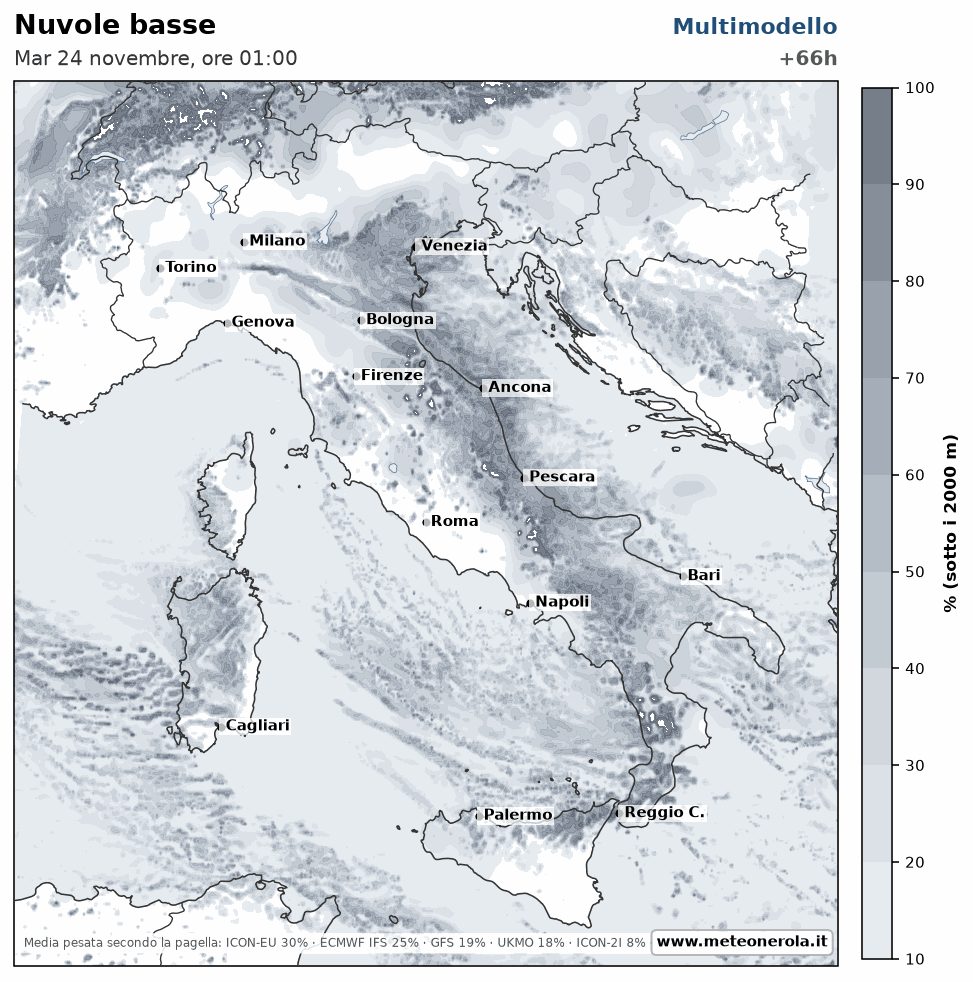 Nuvole basse
Multimodello
Mar 24 novembre, ore 01:00
+66h
Milano
Venezia
Torino
Genova
Bologna
Firenze
Ancona
Pescara
Roma
Bari
Napoli
Cagliari
Palermo
Reggio C.
100
90
80
70
60
50
40
30
20
10
% (sotto i 2000 m)
Media pesata secondo la pagella: ICON-EU 30% · ECMWF IFS 25% · GFS 19% · UKMO 18% · ICON-2I 8%
www.meteonerola.it